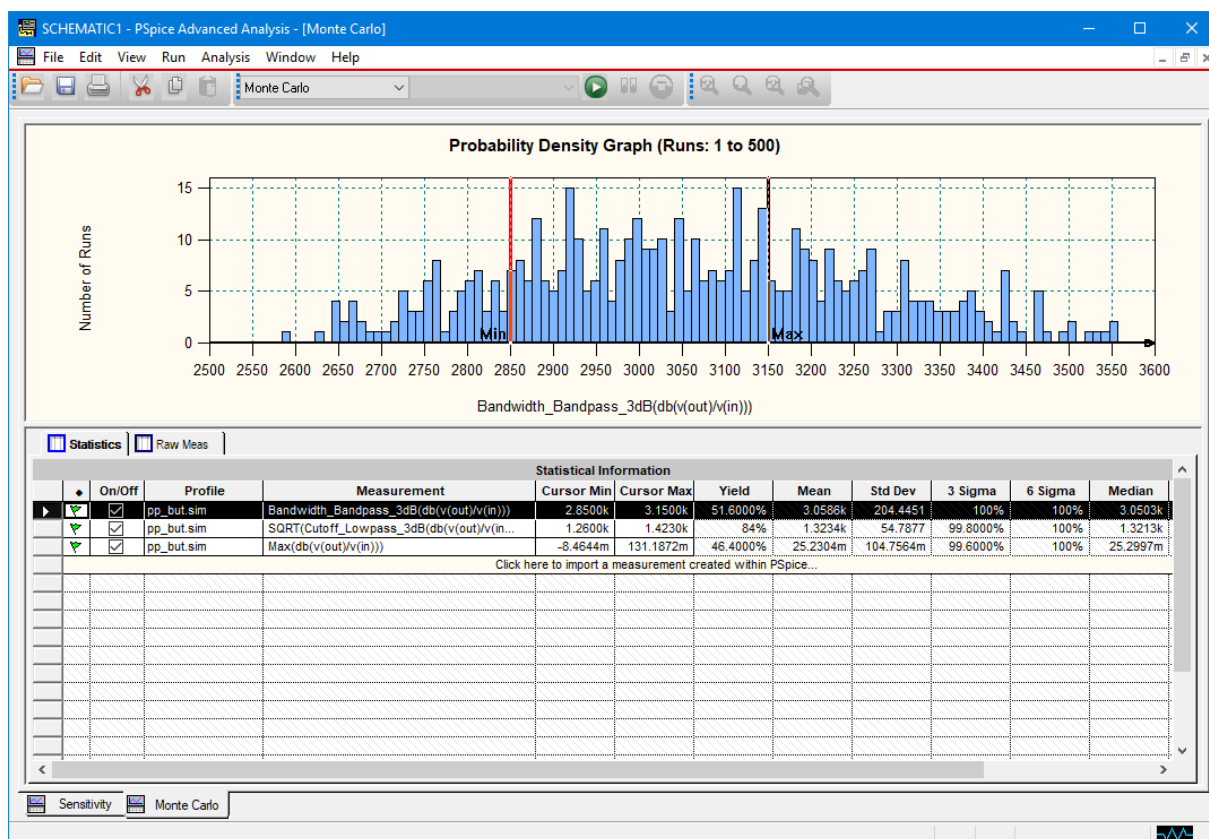 SCHEMATIC1 - PSpice Advanced Analysis - [Monte Carlo]
File Edit View Run Analysis Window Help
Monte Carlo
Probability Density Graph (Runs: 1 to 500)
15
10
5
0
Number of Runs
Min
Max
2500 2550 2600 2650 2700 2750 2800 2850 2900 2950 3000 3050 3100 3150 3200 3250 3300 3350 3400 3450 3500 3550 3600
Bandwidth_Bandpass_3dB(db(v(out)/v(in)))
Statistics Raw Meas
Statistical Information
On/Off Profile Measurement Cursor Min Cursor Max Yield Mean Std Dev 3 Sigma 6 Sigma Median
pp_but.sim Bandwidth_Bandpass_3dB(db(v(out)/v(in))) 2.8500k 3.1500k 51.6000% 3.0586k 204.4451 100% 100% 3.0503k
pp_but.sim SQRT(Cutoff_Lowpass_3dB(db(v(out)/v(in... 1.2600k 1.4230k 84% 1.3234k 54.7877 99.8000% 100% 1.3213k
pp_but.sim Max(db(v(out)/v(in))) -8.4644m 131.1872m 46.4000% 25.2304m 104.7564m 99.6000% 100% 25.2997m
Click here to import a measurement created within PSpice...
Sensitivity Monte Carlo